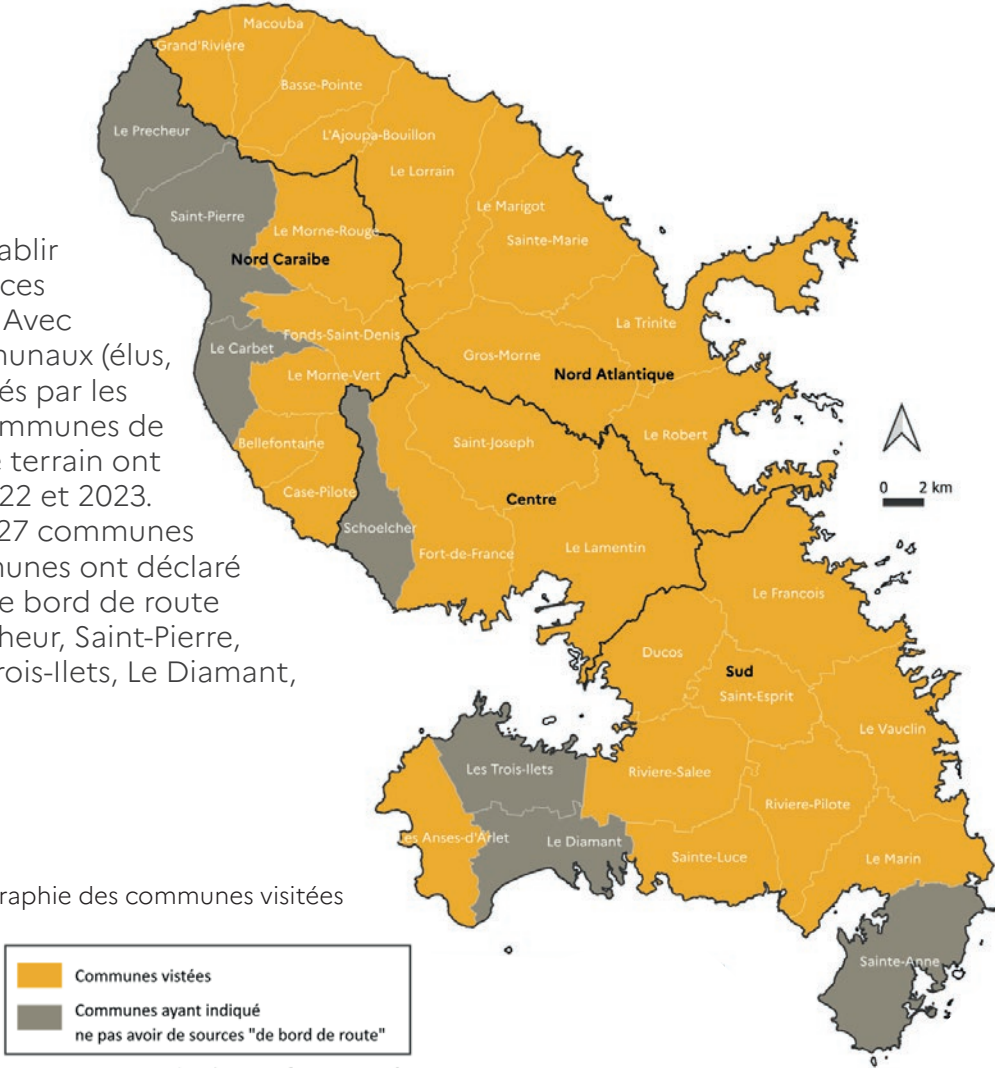 Macouba
Grand'Rivière
Basse-Pointe
Le Precheur
L'Ajoupa-Bouillon
Le Lorrain
Saint-Pierre
Le Marigot
Le Morne-Rouge
Sainte-Marie
Nord Caraibe
ablir
ces
Avec
munaux (élus,
és par les
ommunes de
e terrain ont
22 et 2023.
27 communes
munes ont déclaré
e bord de route
cheur, Saint-Pierre,
rois-Ilets, Le Diamant,
La Trinite
Fonds-Saint-Denis
Le Carbet
Gros-Morne
Le Morne-Vert
Nord Atlantique
Le Robert
Bellefontaine
Saint-Joseph
Case-Pilote
Centre
0 2 km
Schoelcher
Fort-de-France
Le Lamentin
Le Francois
Ducos
Sud
Saint-Esprit
Le Vauclin
Les Trois-Ilets
Riviere-Salee
Riviere-Pilote
Les Anses-d'Arlet
Le Diamant
Sainte-Luce
Le Marin
raphie des communes visitées
Sainte-Anne
Communes vistées
Communes ayant indiqué
ne pas avoir de sources "de bord de route"